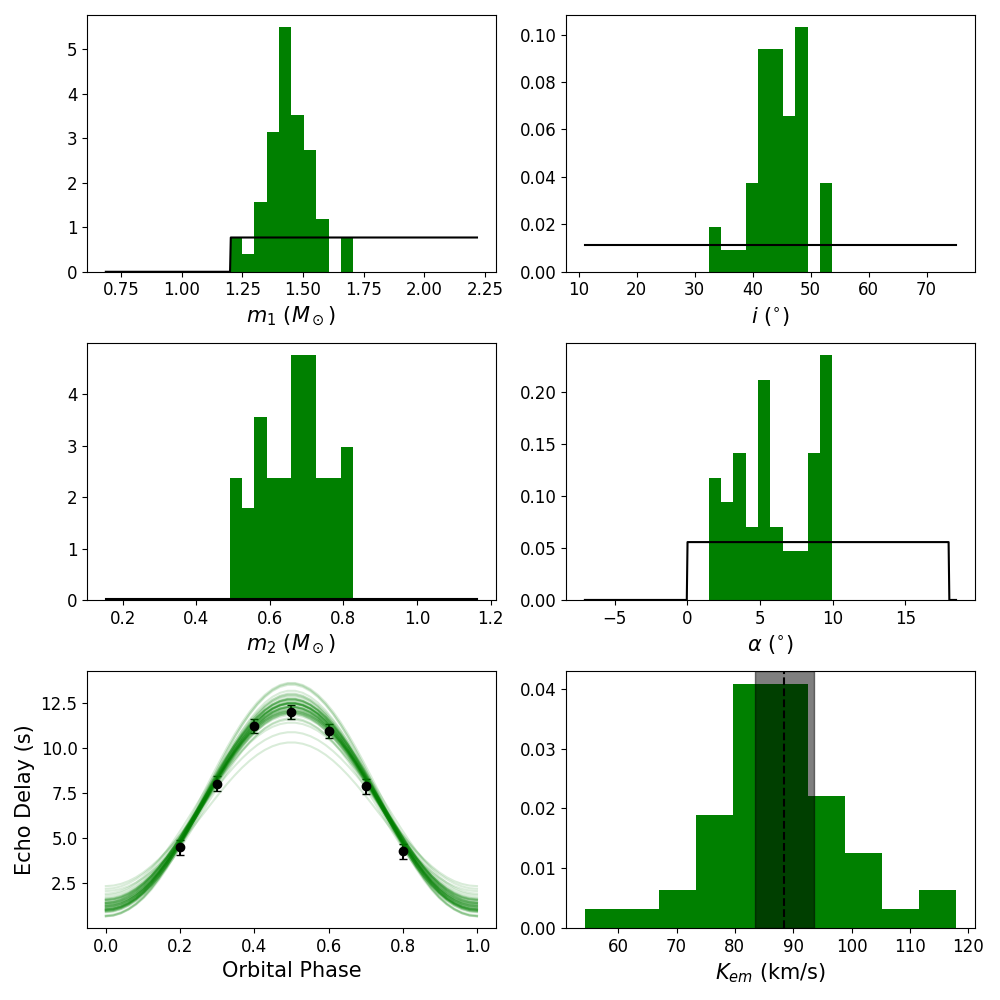 5
4
3
2
1
0
0.75 1.00 1.25 1.50 1.75 2.00 2.25
m_1 (M_⊙)
0.10
0.08
0.06
0.04
0.02
0.00
10 20 30 40 50 60 70
i (°)
4
3
2
1
0
0.2 0.4 0.6 0.8 1.0 1.2
m_2 (M_⊙)
0.20
0.15
0.10
0.05
0.00
−5 0 5 10 15
α (°)
Echo Delay (s)
12.5
10.0
7.5
5.0
2.5
0.0 0.2 0.4 0.6 0.8 1.0
Orbital Phase
0.04
0.03
0.02
0.01
0.00
60 70 80 90 100 110 120
K_em (km/s)